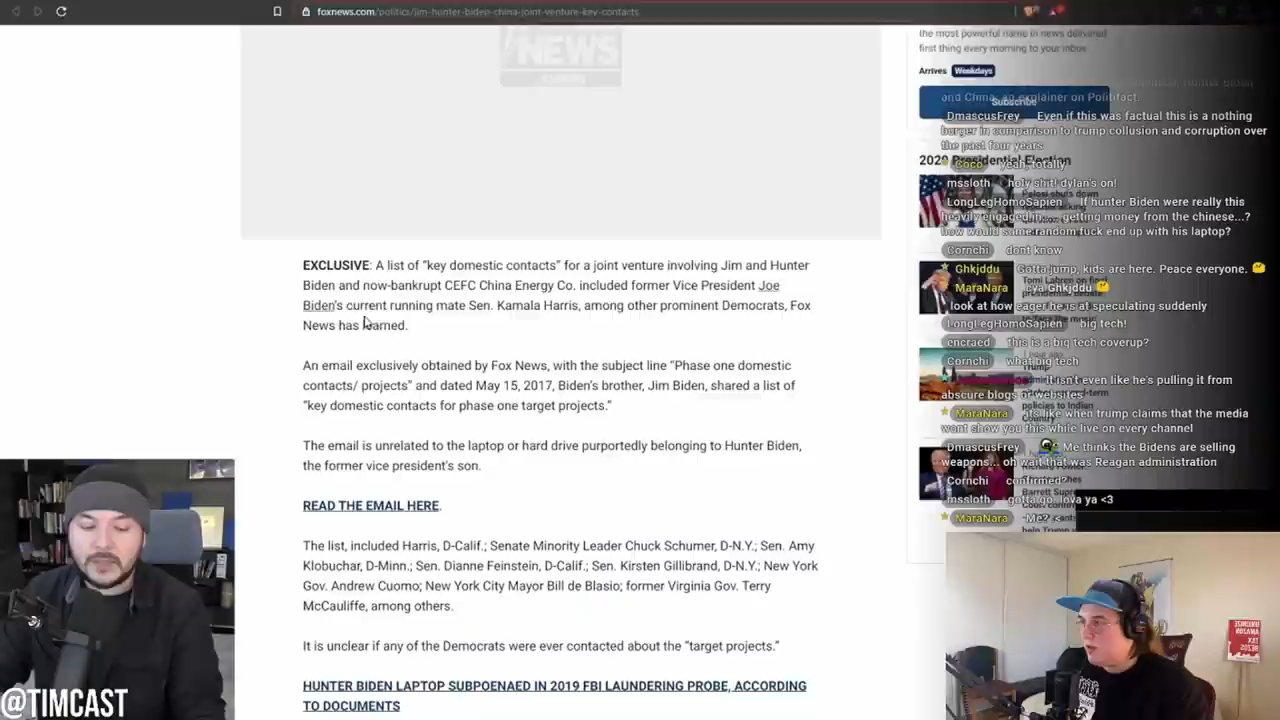 foxnews.com/politics/jim-hunter-biden-china-joint-venture-key-contacts
NEWS
EXCLUSIVE: A list of "key domestic contacts" for a joint venture involving Jim and Hunter
Biden and now-bankrupt CEFC China Energy Co. included former Vice President Joe
Biden's current running mate Sen. Kamala Harris, among other prominent Democrats, Fox
News has learned.
An email exclusively obtained by Fox News, with the subject line "Phase one domestic
contacts/ projects" and dated May 15, 2017, Biden's brother, Jim Biden, shared a list of
"key domestic contacts for phase one target projects."
The email is unrelated to the laptop or hard drive purportedly belonging to Hunter Biden,
the former vice president's son.
READ THE EMAIL HERE.
The list, included Harris, D-Calif.; Senate Minority Leader Chuck Schumer, D-N.Y.; Sen. Amy
Klobuchar, D-Minn.; Sen. Dianne Feinstein, D-Calif.; Sen. Kirsten Gillibrand, D-N.Y.; New York
Gov. Andrew Cuomo; New York City Mayor Bill de Blasio; former Virginia Gov. Terry
McCauliffe, among others.
It is unclear if any of the Democrats were ever contacted about the "target projects."
HUNTER BIDEN LAPTOP SUBPOENAED IN 2019 FBI LAUNDERING PROBE, ACCORDING
TO DOCUMENTS
@TIMCAST
the most powerful name in news delivered
first thing every morning to your inbox
Arrives Weekdays
Subscribe
2020 Presidential Election
and China, an explainer on Politifact.
DmascusFrey Even if this was factual this is a nothing
burger in comparison to trump collusion and corruption over
the past four years
Coco yeah, totally
mssloth holy shit! dylan's on!
LongLegHomoSapien If hunter Biden were really this
heavily engaged in... getting money from the chinese...?
how would some random fuck end up with his laptop?
Cornchi dont know
Ghkjddu Gotta jump, kids are here. Peace everyone.
MaraNara cya Ghkjddu
look at how eager he is at speculating suddenly
LongLegHomoSapien big tech!
encraed this is a big tech coverup?
Cornchi what big tech
it isn't even like he's pulling it from
abscure blogs or websites
MaraNara its like when trump claims that the media
wont show you this while live on every channel
DmascusFrey Me thinks the Bidens are selling
weapons... oh wait that was Reagan administration
Cornchi confirmed?
mssloth gotta go. lova ya <3
MaraNara Me? <
UNIONISE
AMAZON
TAX
BEZOS